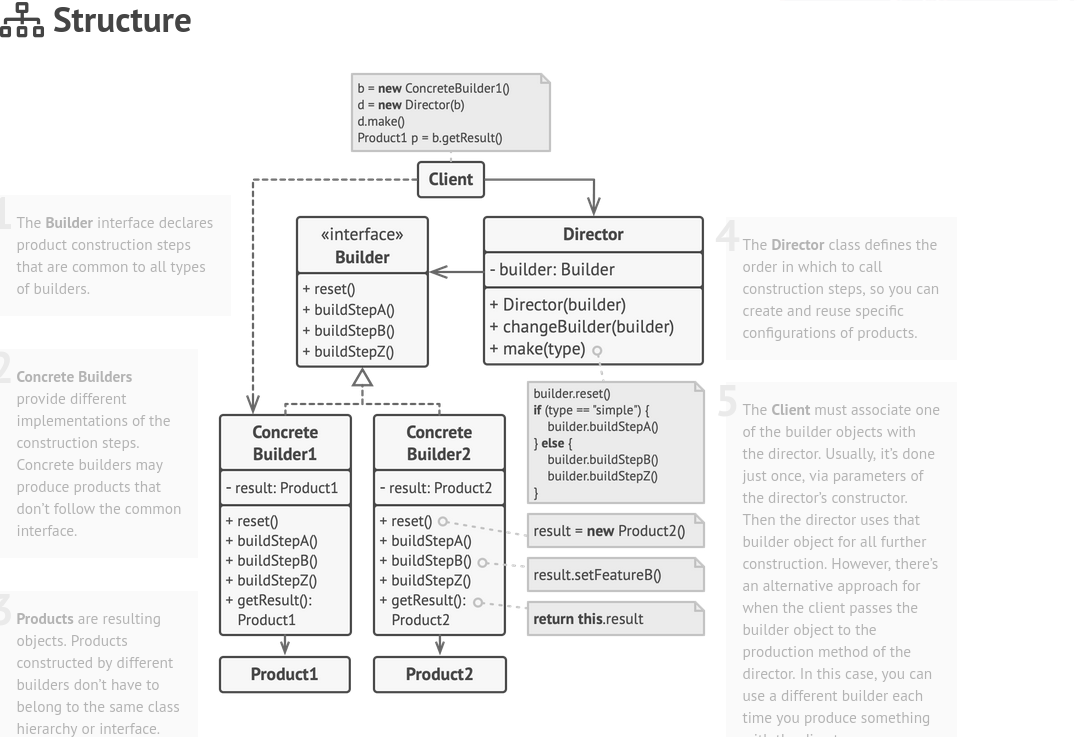 Structure
b = new ConcreteBuilder1()
d = new Director(b)
d.make()
Product1 p = b.getResult()
Client
1
The Builder interface declares
product construction steps
that are common to all types
of builders.
«interface»
Builder
+ reset()
+ buildStepA()
+ buildStepB()
+ buildStepZ()
Director
- builder: Builder
+ Director(builder)
+ changeBuilder(builder)
+ make(type)
4
The Director class defines the
order in which to call
construction steps, so you can
create and reuse specific
configurations of products.
2
Concrete Builders
provide different
implementations of the
construction steps.
Concrete builders may
produce products that
don't follow the common
interface.
builder.reset()
if (type == "simple") {
builder.buildStepA()
} else {
builder.buildStepB()
builder.buildStepZ()
}
Concrete
Builder1
- result: Product1
+ reset()
+ buildStepA()
+ buildStepB()
+ buildStepZ()
+ getResult():
Product1
Concrete
Builder2
- result: Product2
+ reset()
+ buildStepA()
+ buildStepB()
+ buildStepZ()
+ getResult():
Product2
result = new Product2()
result.setFeatureB()
return this.result
Product1
Product2
3
Products are resulting
objects. Products
constructed by different
builders don't have to
belong to the same class
hierarchy or interface.
5
The Client must associate one
of the builder objects with
the director. Usually, it's done
just once, via parameters of
the director's constructor.
Then the director uses that
builder object for all further
construction. However, there's
an alternative approach for
when the client passes the
builder object to the
production method of the
director. In this case, you can
use a different builder each
time you produce something